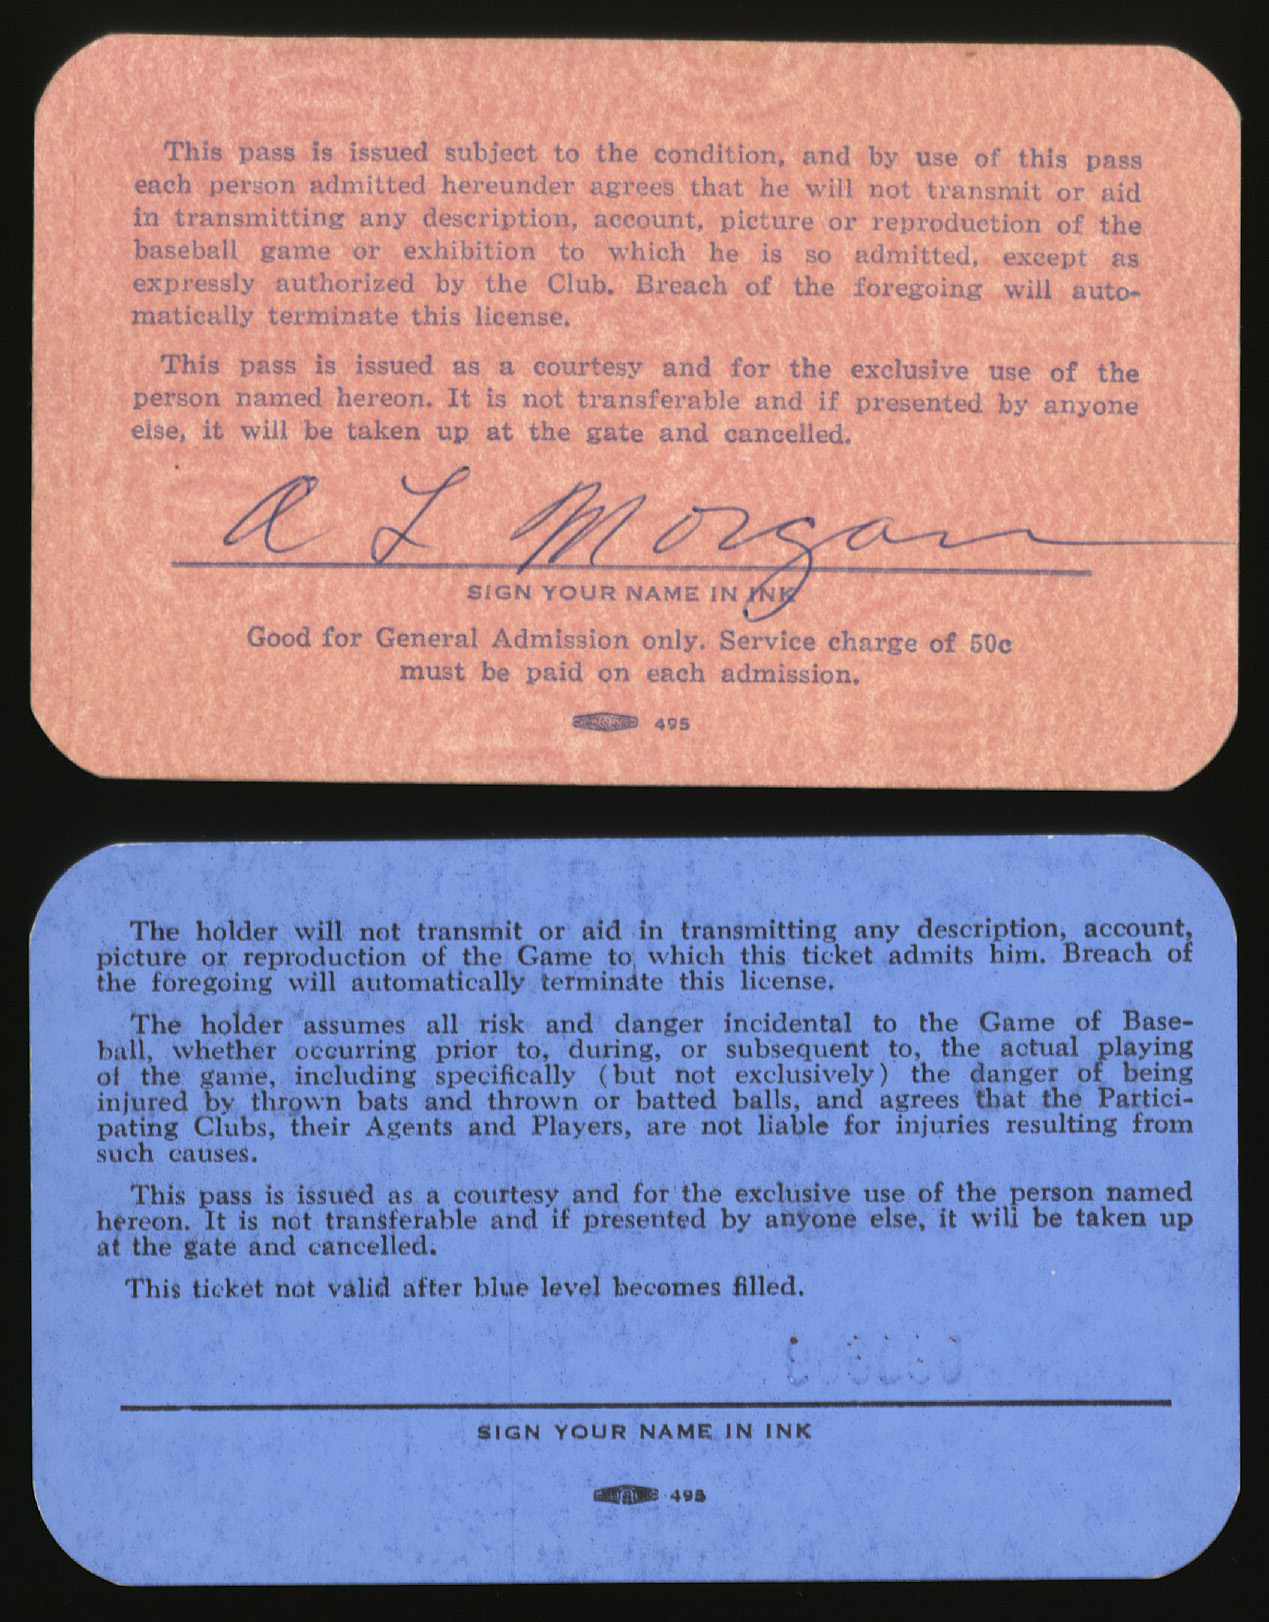 This pass is issued subject to the condition, and by use of this pass
each person admitted hereunder agrees that he will not transmit or aid
in transmitting any description, account, picture or reproduction of the
baseball game or exhibition to which he is so admitted, except as
expressly authorized by the Club. Breach of the foregoing will auto-
matically terminate this license.
This pass is issued as a courtesy and for the exclusive use of the
person named hereon. It is not transferable and if presented by anyone
else, it will be taken up at the gate and cancelled.
A L Morgan
SIGN YOUR NAME IN INK
Good for General Admission only. Service charge of 50c
must be paid on each admission.
495
The holder will not transmit or aid in transmitting any description, account,
picture or reproduction of the Game to which this ticket admits him. Breach of
the foregoing will automatically terminate this license.
The holder assumes all risk and danger incidental to the Game of Base-
ball, whether occurring prior to, during, or subsequent to, the actual playing
of the game, including specifically (but not exclusively) the danger of being
injured by thrown bats and thrown or batted balls, and agrees that the Partici-
pating Clubs, their Agents and Players, are not liable for injuries resulting from
such causes.
This pass is issued as a courtesy and for the exclusive use of the person named
hereon. It is not transferable and if presented by anyone else, it will be taken up
at the gate and cancelled.
This ticket not valid after blue level becomes filled.
SIGN YOUR NAME IN INK
495